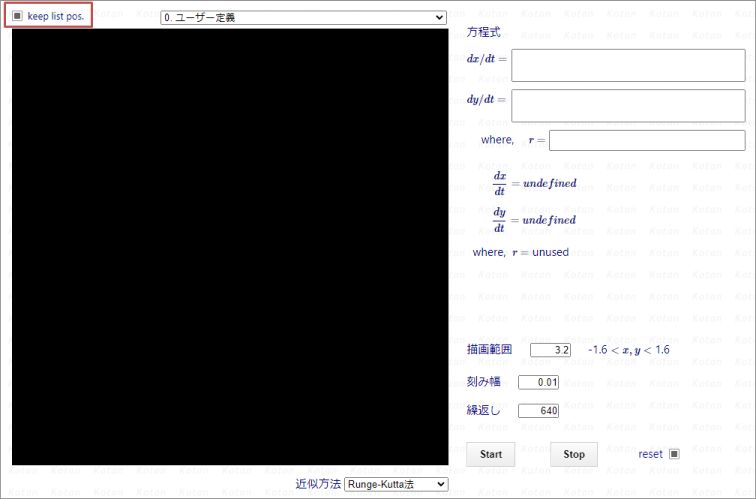 keep list pos.
0. ユーザー定義
方程式
dx/dt =
dy/dt =
where, r =
dx/dt = undefined
dy/dt = undefined
where, r = unused
描画範囲 3.2 -1.6 < x, y < 1.6
刻み幅 0.01
繰返し 640
Start Stop reset
近似方法 Runge-Kutta法